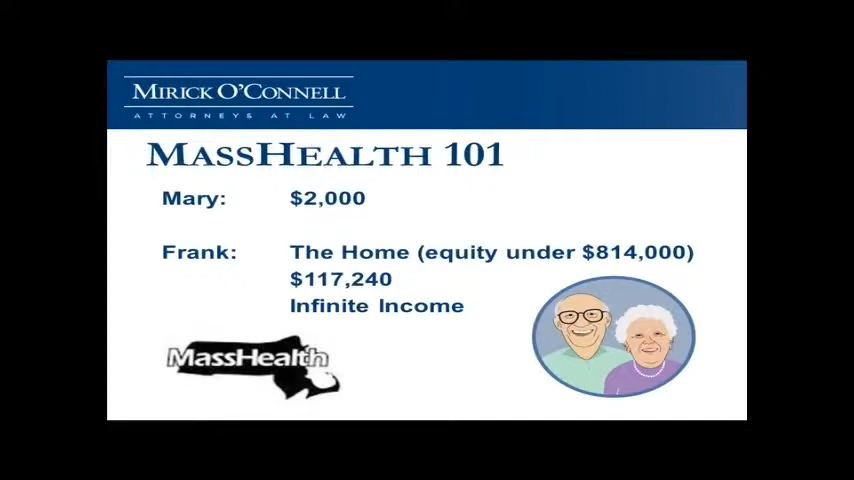 MIRICK O'CONNELL
ATTORNEYS AT LAW
MASSHEALTH 101
Mary: $2,000
Frank: The Home (equity under $814,000)
$117,240
Infinite Income
MassHealth